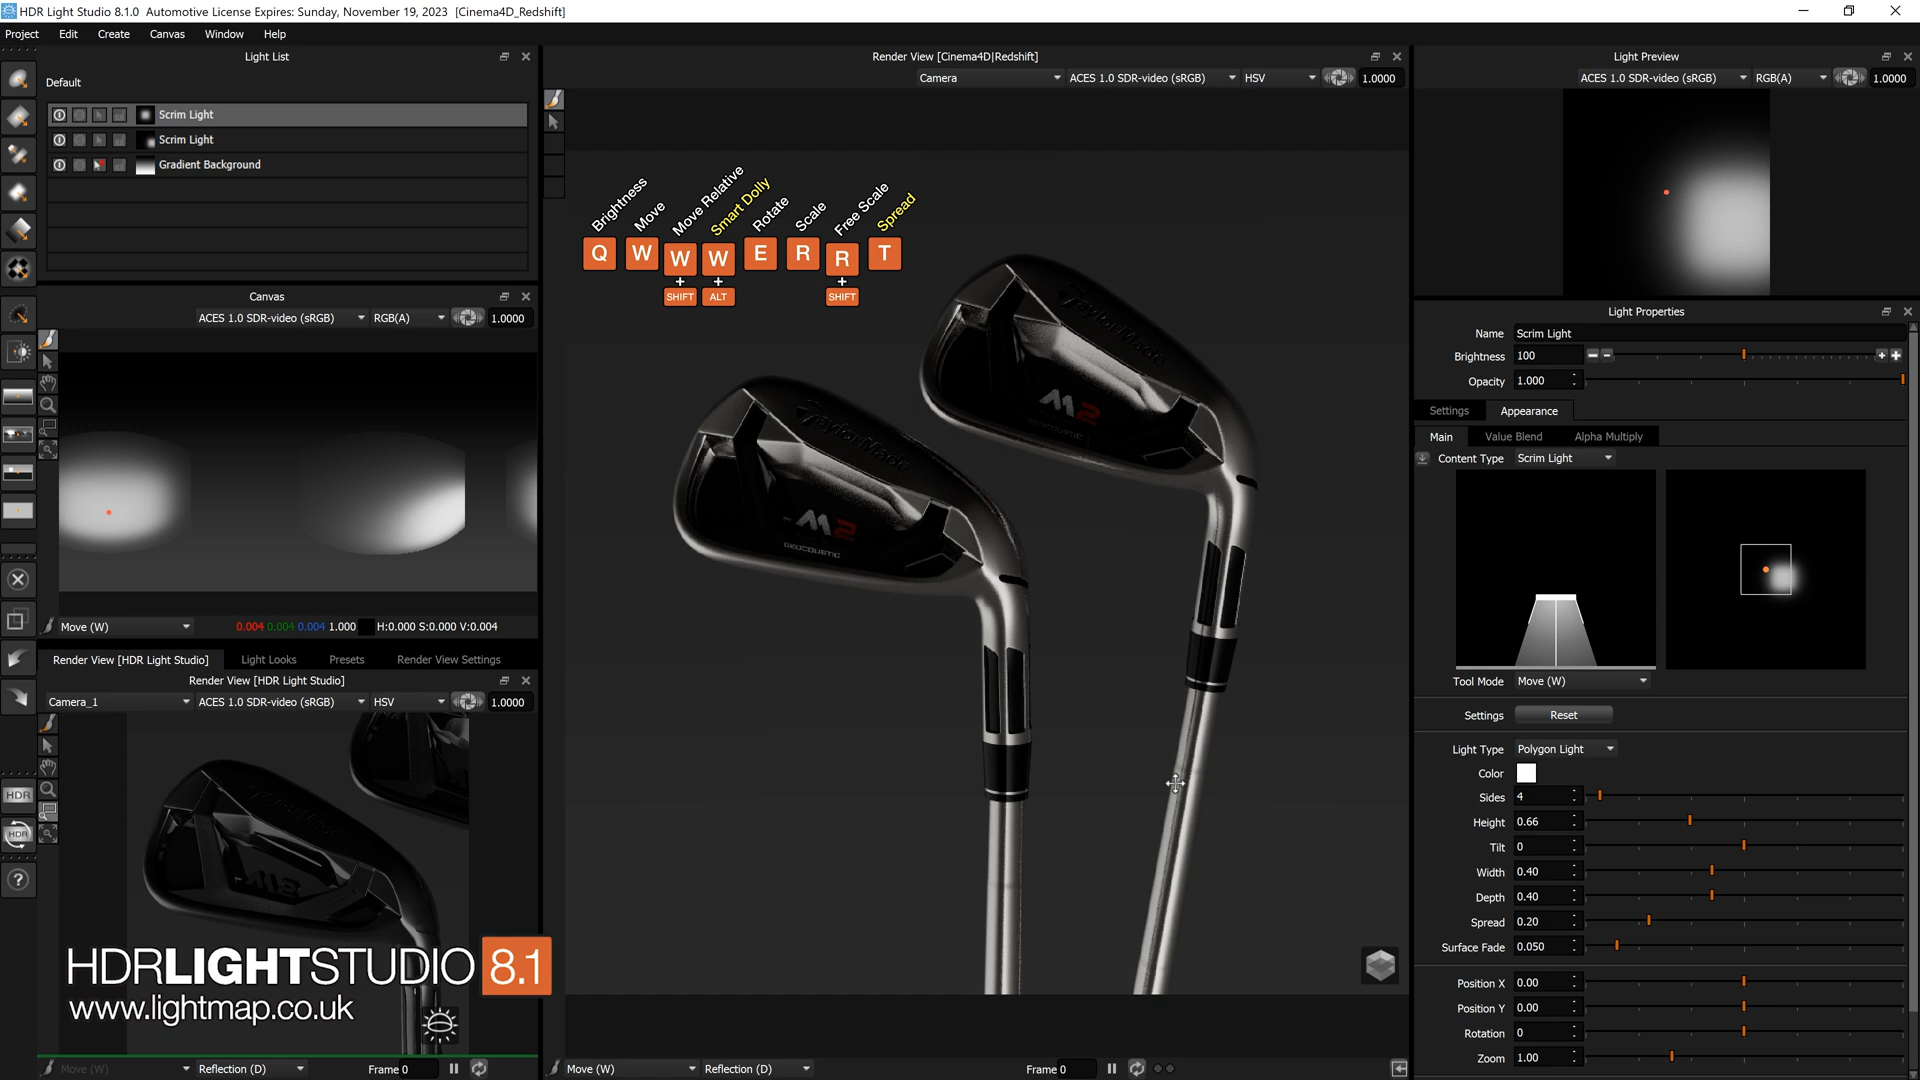 HDR Light Studio 8.1.0  Automotive License Expires: Sunday, November 19, 2023  [Cinema4D_Redshift]
Project Edit Create Canvas Window Help
Light List
Default
Scrim Light
Scrim Light
Gradient Background
Canvas
ACES 1.0 SDR-video (sRGB) RGB(A) 1.0000
Move (W) 0.004 0.004 0.004 1.000 H:0.000 S:0.000 V:0.004
Render View [HDR Light Studio] Light Looks Presets Render View Settings
Render View [HDR Light Studio]
Camera_1 ACES 1.0 SDR-video (sRGB) HSV 1.0000
HDR
HDR
?
M2
HDRLIGHTSTUDIO 8.1
www.lightmap.co.uk
Move (W) Reflection (D) Frame 0
Render View [Cinema4D|Redshift]
Camera ACES 1.0 SDR-video (sRGB) HSV 1.0000
Brightness Move Move Relative Smart Dolly Rotate Scale Free Scale Spread
Q W W W E R R T
+ + +
SHIFT ALT SHIFT
TaylorMade
M2
GEOCOUSTIC
TaylorMade
M2
GEOCOUSTIC
Move (W) Reflection (D) Frame 0
Light Preview
ACES 1.0 SDR-video (sRGB) RGB(A) 1.0000
Light Properties
Name Scrim Light
Brightness 100
Opacity 1.000
Settings Appearance
Main Value Blend Alpha Multiply
Content Type Scrim Light
Tool Mode Move (W)
Settings Reset
Light Type Polygon Light
Color
Sides 4
Height 0.66
Tilt 0
Width 0.40
Depth 0.40
Spread 0.20
Surface Fade 0.050
Position X 0.00
Position Y 0.00
Rotation 0
Zoom 1.00